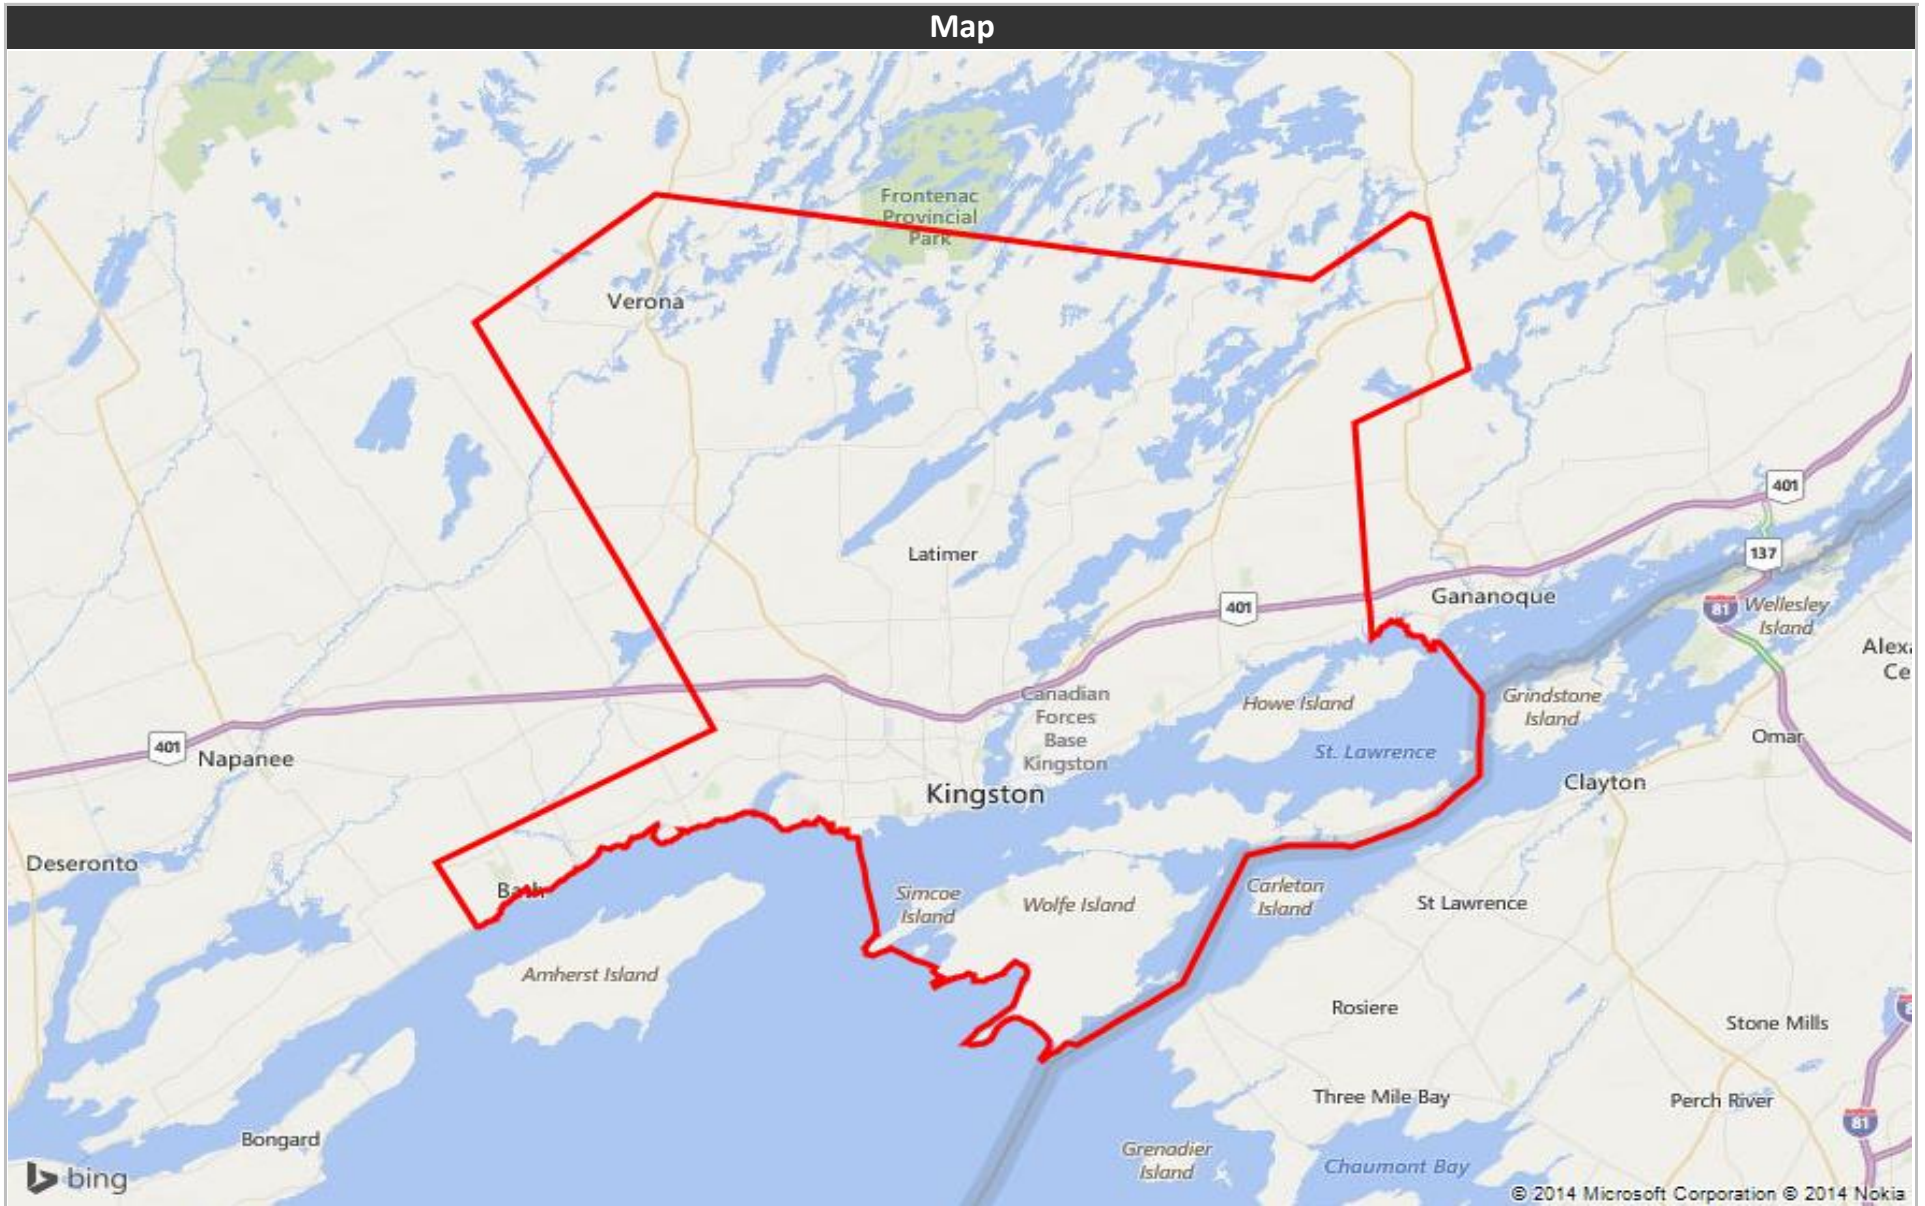 Map
Frontenac
Provincial
Park
Verona
401
Latimer
137
401
Gananoque
81
Wellesley
Island
Canadian
Forces
Base
Kingston
Howe Island
Grindstone
Island
401
Napanee
St. Lawrence
Omar
Clayton
Kingston
Deseronto
Bath
Simcoe
Island
Wolfe Island
Carleton
Island
St Lawrence
Amherst Island
Rosiere
Stone Mills
Three Mile Bay
Perch River
81
Bongard
Grenadier
Island
Chaumont Bay
bing
© 2014 Microsoft Corporation © 2014 Nokia